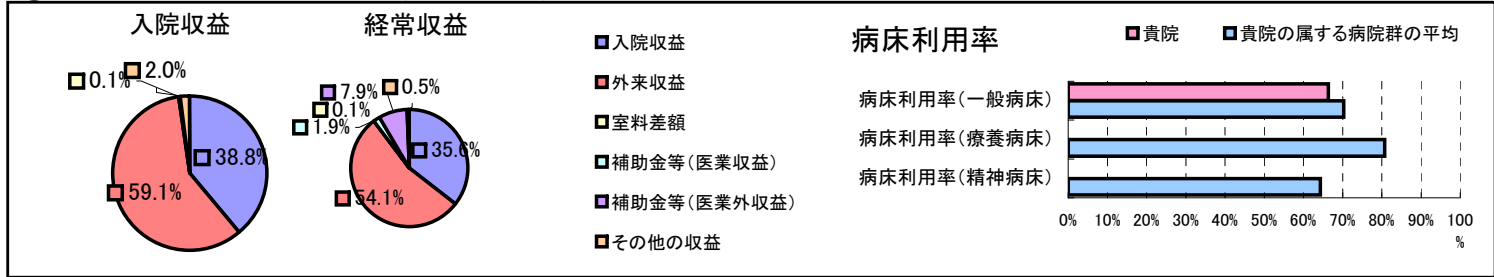 入院収益
0.1%
2.0%
38.8%
59.1%
経常収益
7.9%
0.5%
0.1%
1.9%
35.6%
54.1%
入院収益
外来収益
室料差額
補助金等(医業収益)
補助金等(医業外収益)
その他の収益
病床利用率
貴院
貴院の属する病院群の平均
病床利用率(一般病床)
病床利用率(療養病床)
病床利用率(精神病床)
0% 10% 20% 30% 40% 50% 60% 70% 80% 90% 100
%